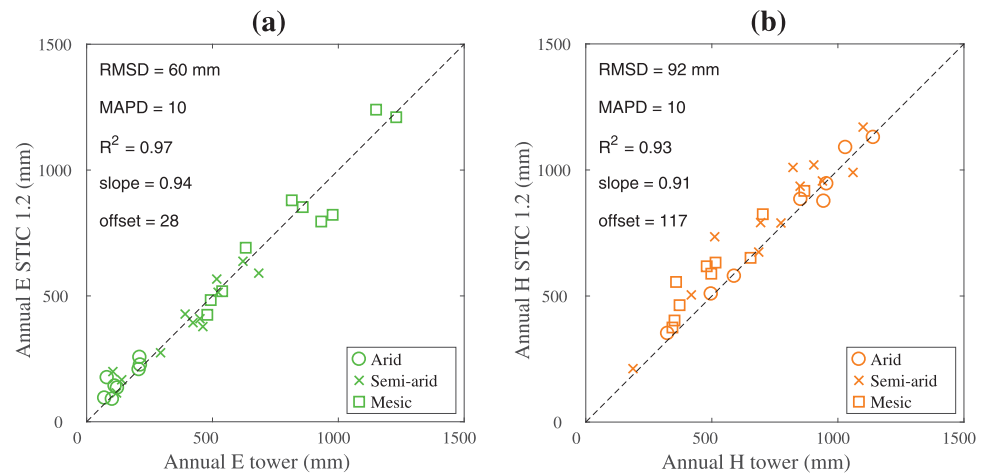 (a)
1500
1000
500
0
0
500
1000
1500
Annual E STIC 1.2 (mm)
Annual E tower (mm)
RMSD = 60 mm
MAPD = 10
R² = 0.97
slope = 0.94
offset = 28
Arid
Semi-arid
Mesic
(b)
1500
1000
500
0
0
500
1000
1500
Annual H STIC 1.2 (mm)
Annual H tower (mm)
RMSD = 92 mm
MAPD = 10
R² = 0.93
slope = 0.91
offset = 117
Arid
Semi-arid
Mesic